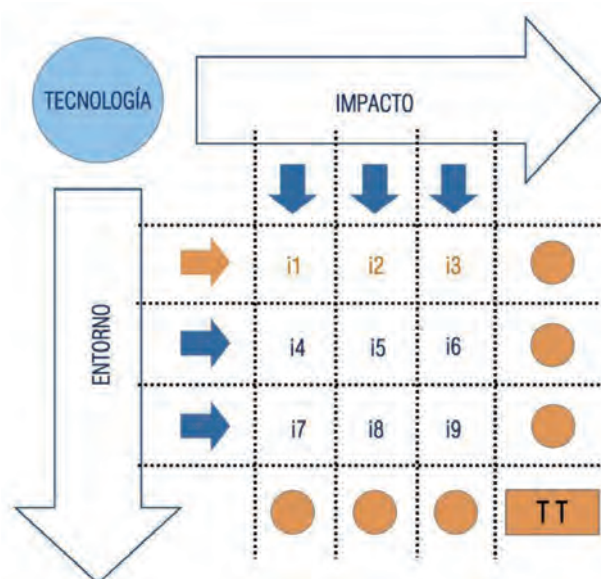 TECNOLOGÍA
IMPACTO
ENTORNO
i1 i2 i3
i4 i5 i6
i7 i8 i9
TT